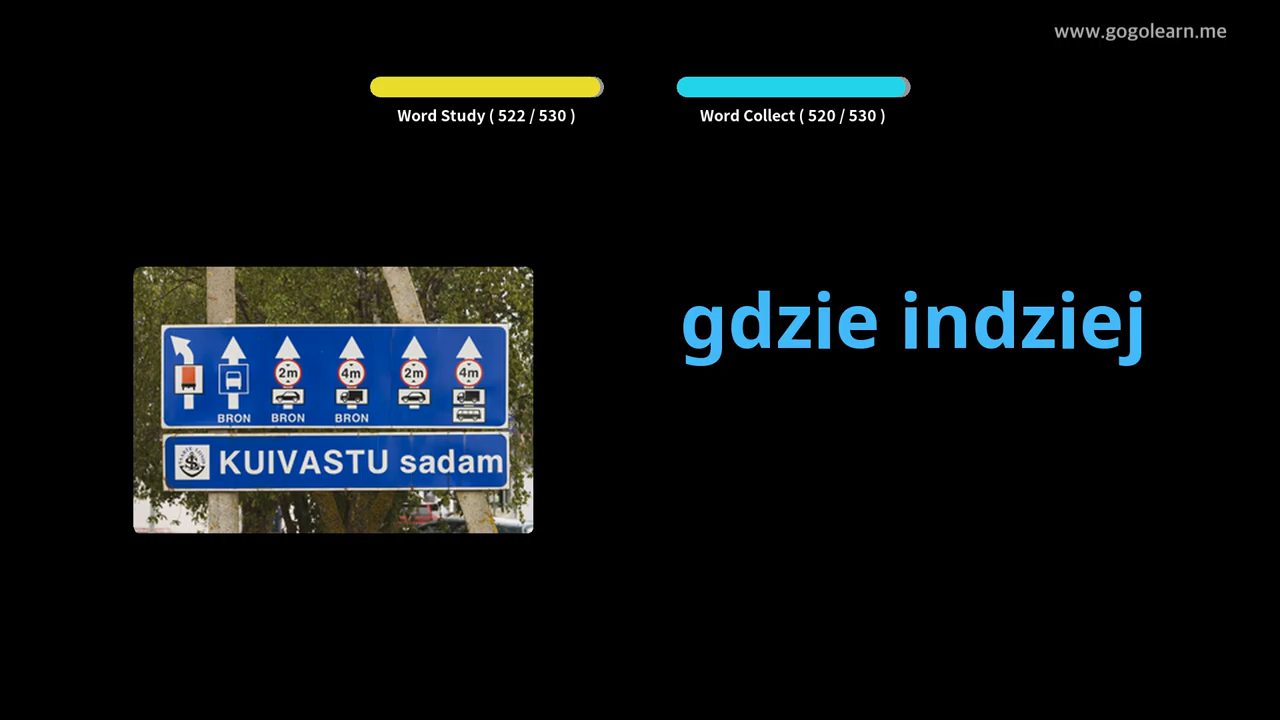 www.gogolearn.me
Word Study ( 522 / 530 )
Word Collect ( 520 / 530 )
gdzie indziej
2m 4m 2m 4m
BRON BRON BRON
KUIVASTU sadam